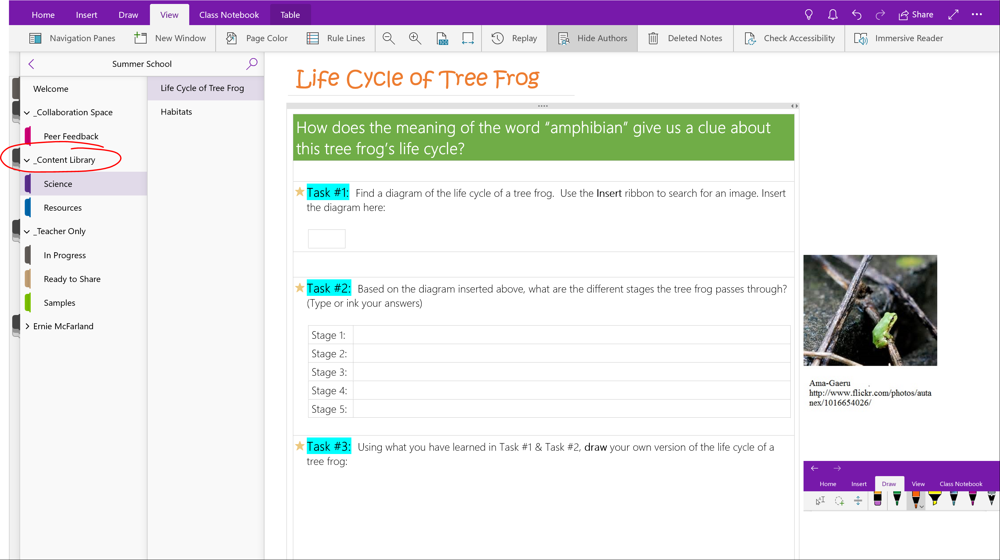 Home Insert Draw View Class Notebook Table Share
Navigation Panes New Window Page Color Rule Lines 100 Replay Hide Authors Deleted Notes Check Accessibility Immersive Reader
Summer School
Welcome
_Collaboration Space
Peer Feedback
_Content Library
Science
Resources
_Teacher Only
In Progress
Ready to Share
Samples
Ernie McFarland
Life Cycle of Tree Frog
Habitats
Life Cycle of Tree Frog
How does the meaning of the word “amphibian” give us a clue about
this tree frog’s life cycle?
Task #1: Find a diagram of the life cycle of a tree frog. Use the Insert ribbon to search for an image. Insert
the diagram here:
Task #2: Based on the diagram inserted above, what are the different stages the tree frog passes through?
(Type or ink your answers)
Stage 1:
Stage 2:
Stage 3:
Stage 4:
Stage 5:
Task #3: Using what you have learned in Task #1 & Task #2, draw your own version of the life cycle of a
tree frog:
Ama-Gaeru .
http://www.flickr.com/photos/auta
nex/1016654026/
Home Insert Draw View Class Notebook